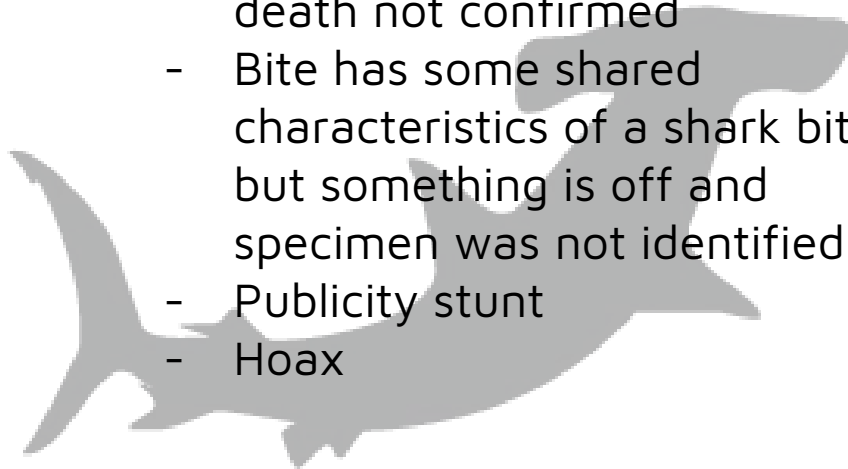 death not confirmed
- Bite has some shared
characteristics of a shark bit
but something is off and
specimen was not identified
- Publicity stunt
- Hoax